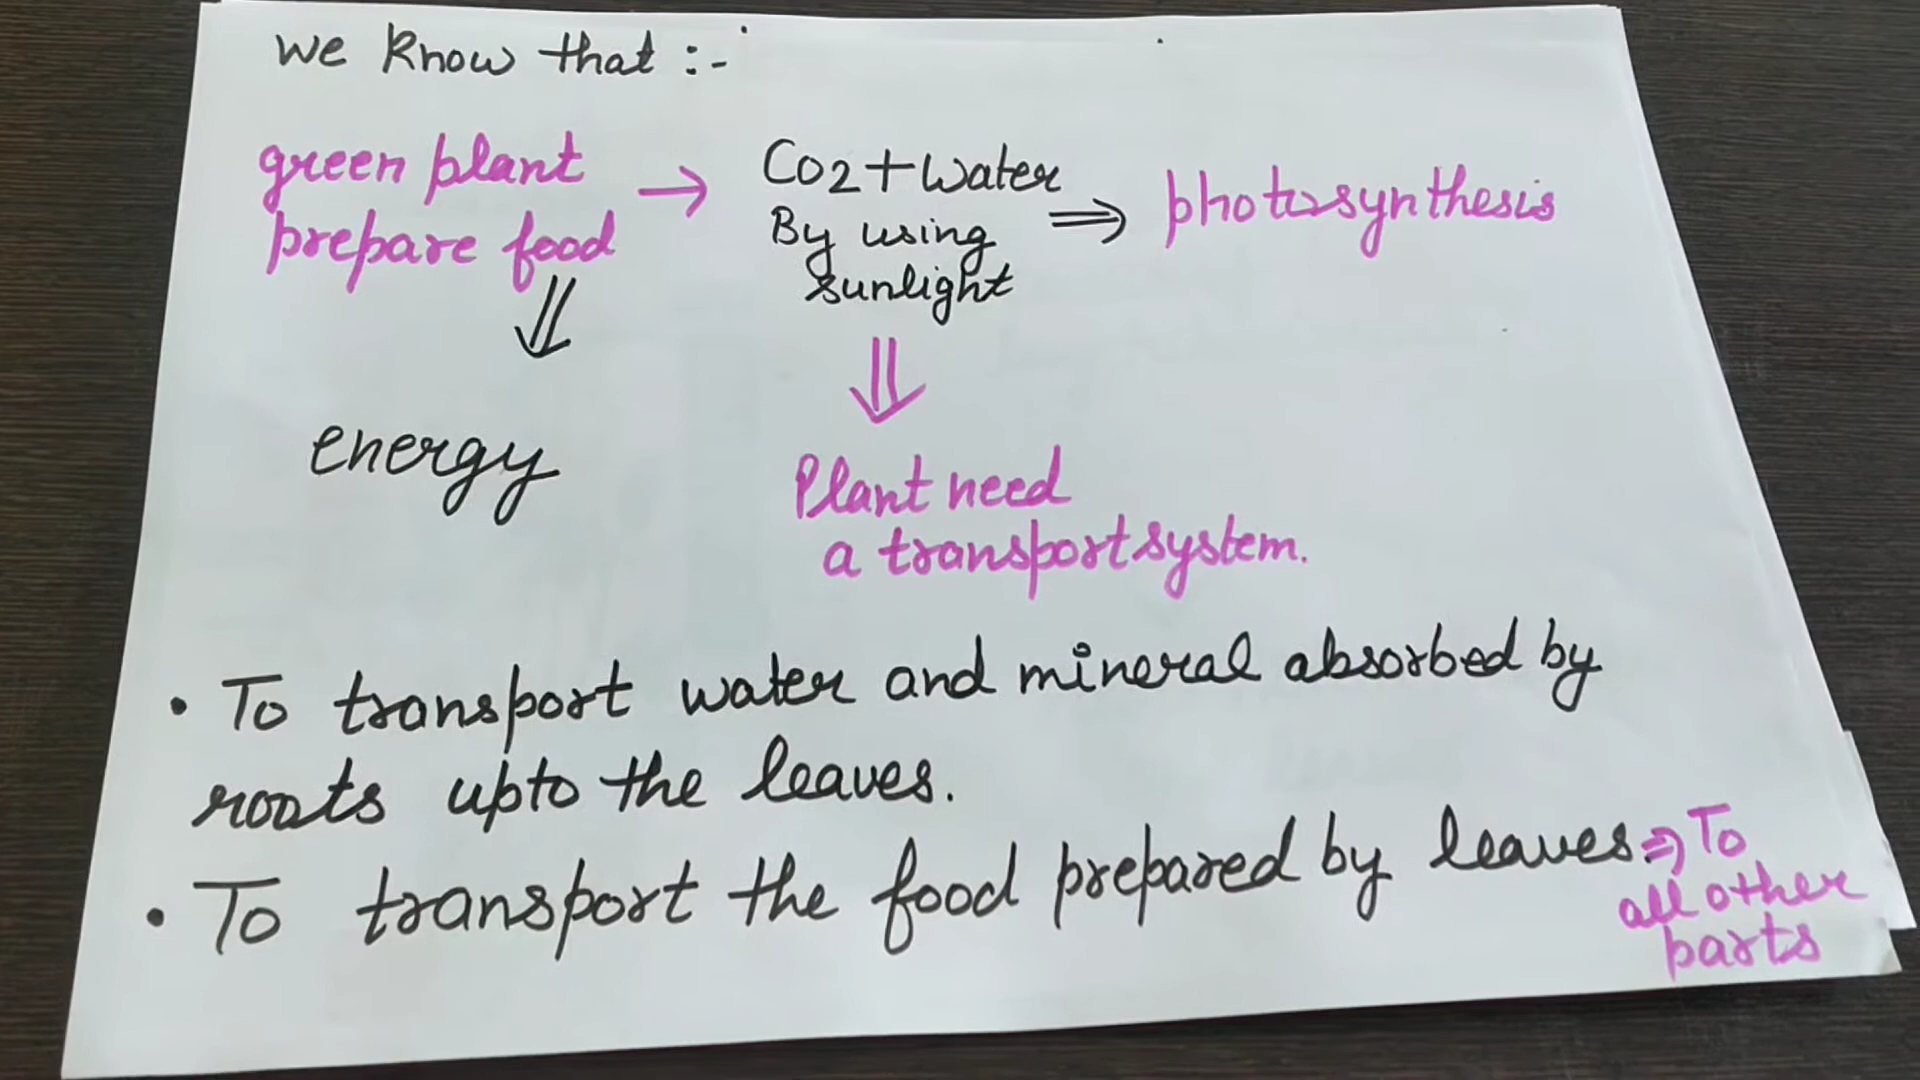 We know that :-
green plant
prepare food
→ Co2+Water
By using
sunlight
⇒ photosynthesis
⇓
energy
⇓
Plant need
a transport system.
• To transport water and mineral absorbed by
roots upto the leaves.
• To transport the food prepared by leaves. ⇒ To
all other
parts